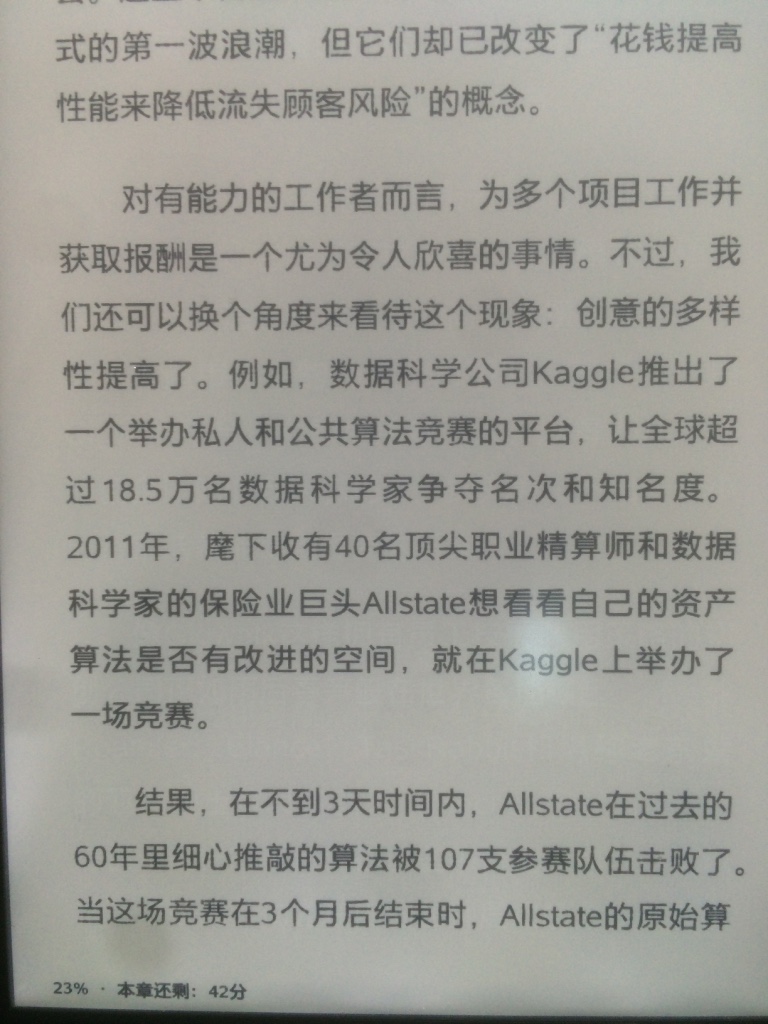 式的第一波浪潮，但它们却已改变了“花钱提高
性能来降低流失顾客风险”的概念。
对有能力的工作者而言，为多个项目工作并
获取报酬是一个尤为令人欣喜的事情。不过，我
们还可以换个角度来看待这个现象：创意的多样
性提高了。例如，数据科学公司Kaggle推出了
一个举办私人和公共算法竞赛的平台，让全球超
过18.5万名数据科学家争夺名次和知名度。
2011年，麾下收有40名顶尖职业精算师和数据
科学家的保险业巨头Allstate想看看自己的资产
算法是否有改进的空间，就在Kaggle上举办了
一场竞赛。
结果，在不到3天时间内，Allstate在过去的
60年里细心推敲的算法被107支参赛队伍击败了。
当这场竞赛在3个月后结束时，Allstate的原始算
23% · 本章还剩：42分